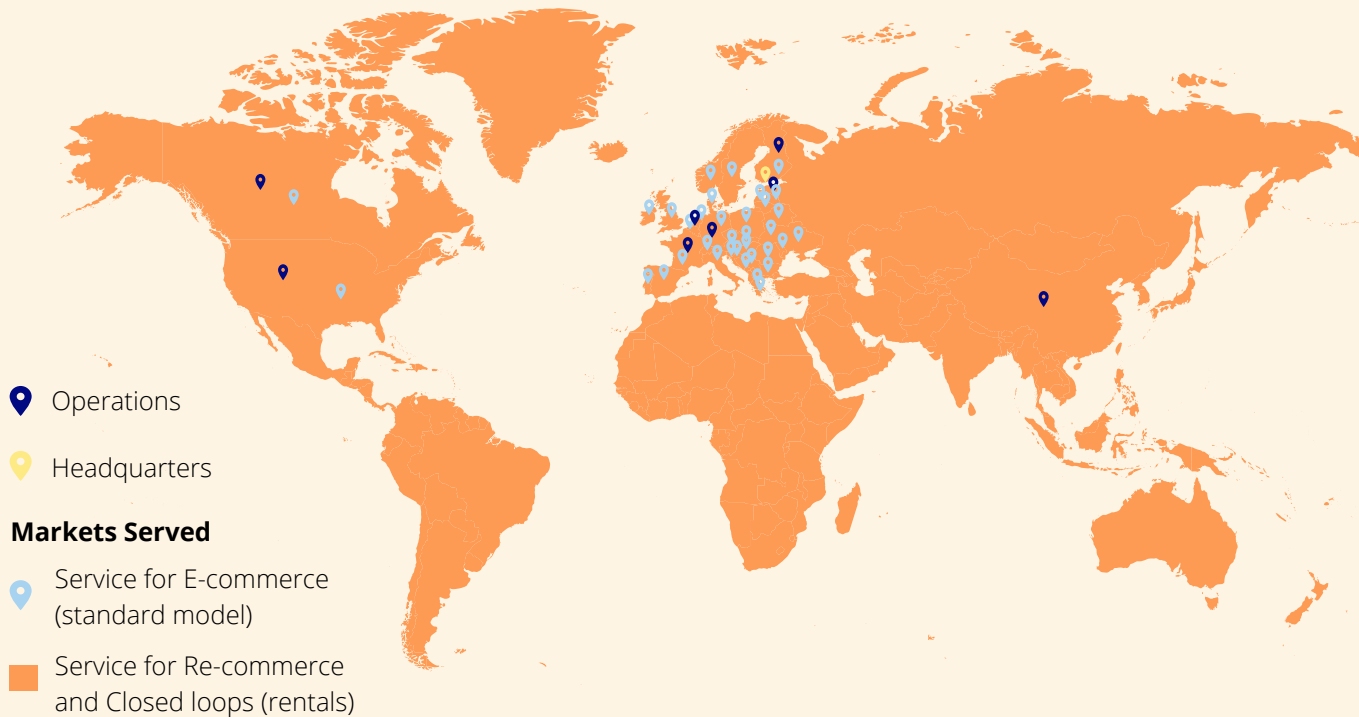 Operations
Headquarters
Markets Served
Service for E-commerce
(standard model)
Service for Re-commerce
and Closed loops (rentals)